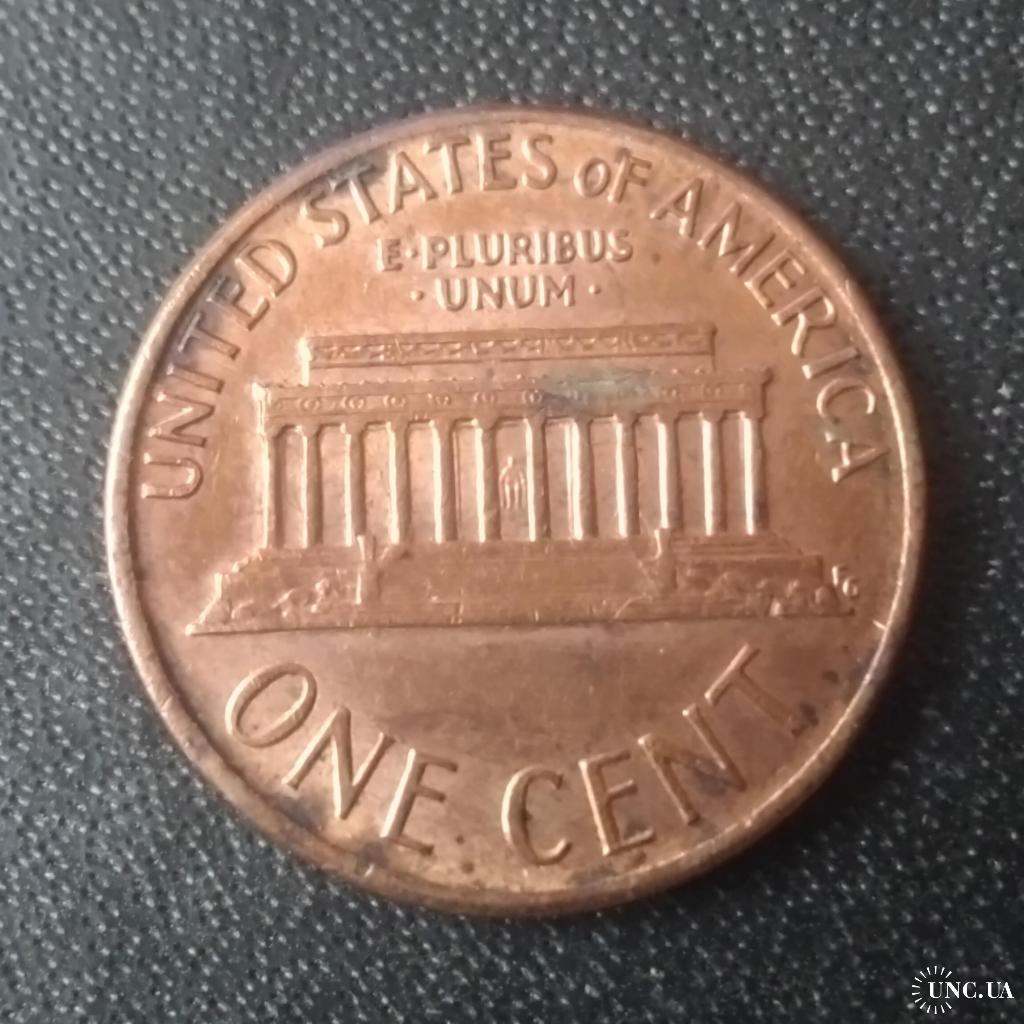 UNITED STATES oF AMERICA
E·PLURIBUS
·UNUM·
ONE CENT
UNC.UA